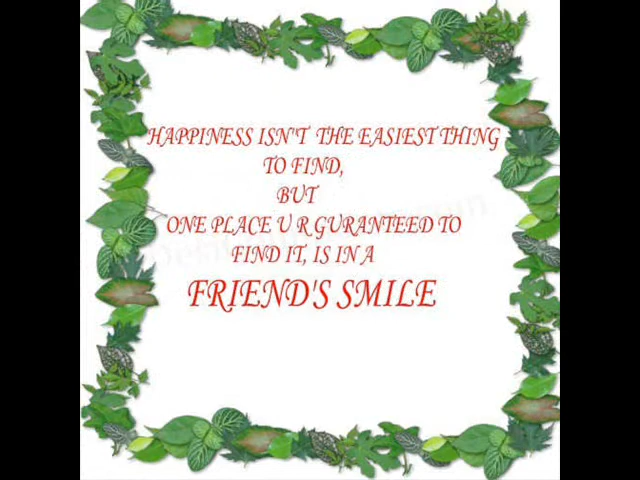 HAPPINESS ISN'T THE EASIEST THING
TO FIND,
BUT
ONE PLACE U R GURANTEED TO
FIND IT, IS IN A
FRIEND'S SMILE